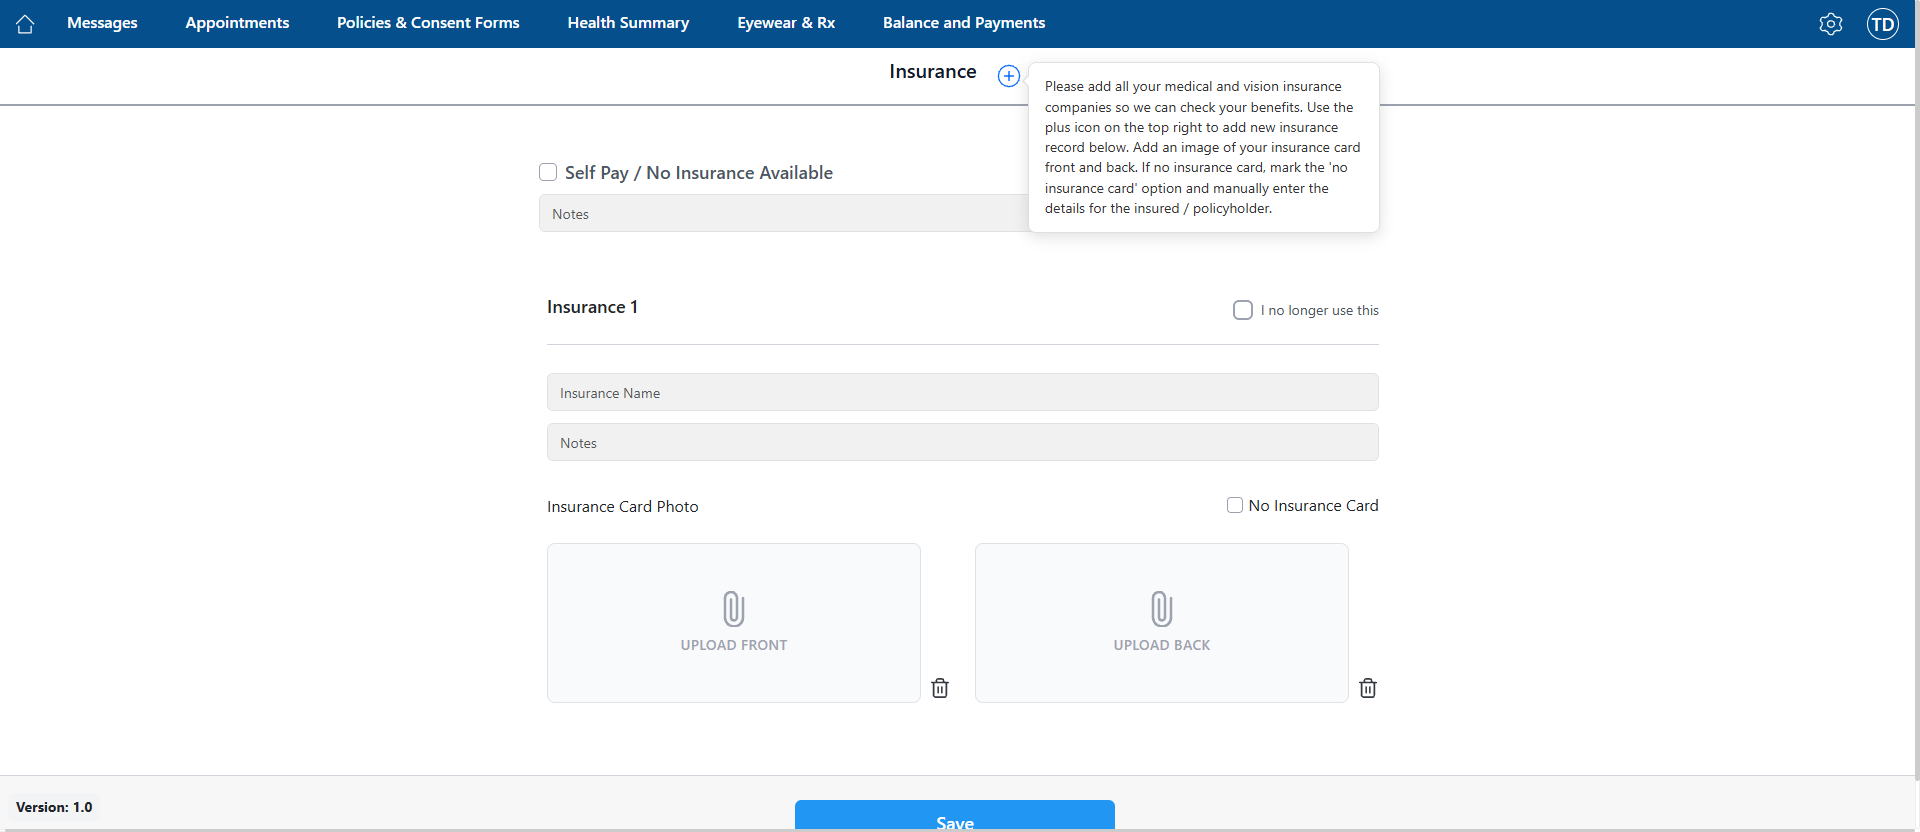 Messages
Appointments
Policies & Consent Forms
Health Summary
Eyewear & Rx
Balance and Payments
TD
Insurance
Please add all your medical and vision insurance
companies so we can check your benefits. Use the
plus icon on the top right to add new insurance
record below. Add an image of your insurance card
front and back. If no insurance card, mark the 'no
insurance card' option and manually enter the
details for the insured / policyholder.
Self Pay / No Insurance Available
Notes
Insurance 1
I no longer use this
Insurance Name
Notes
Insurance Card Photo
No Insurance Card
UPLOAD FRONT
UPLOAD BACK
Version: 1.0
Save